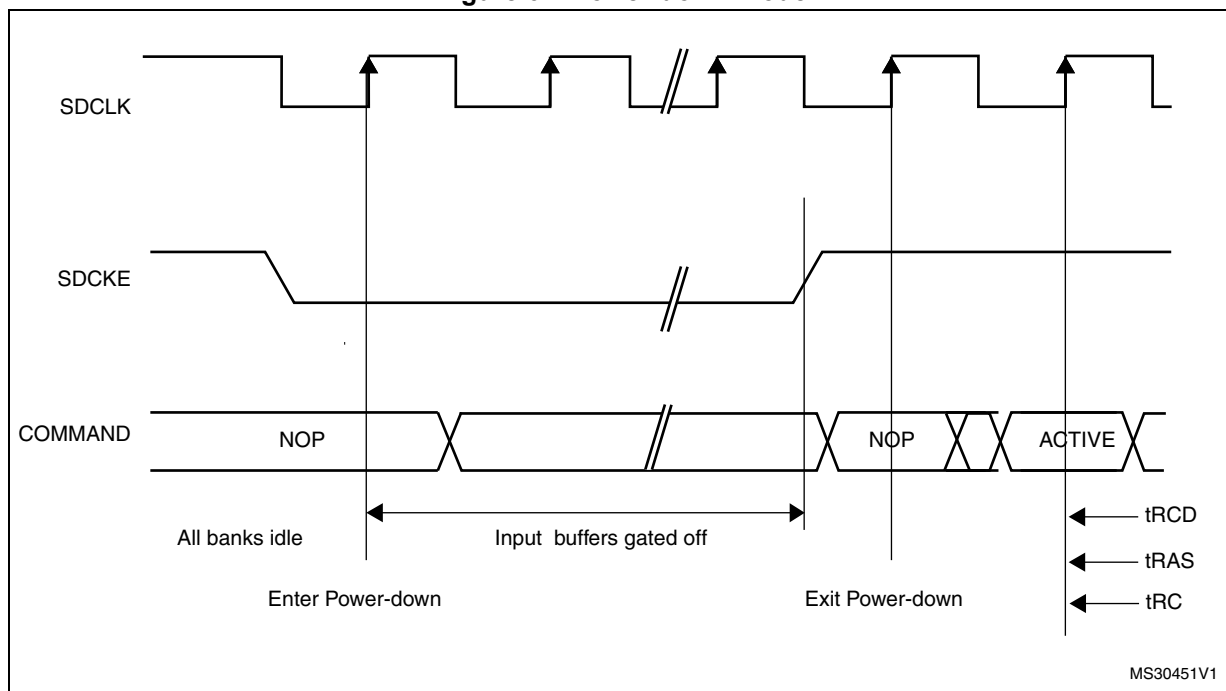 SDCLK
SDCKE
COMMAND
NOP
NOP
ACTIVE
All banks idle
Input buffers gated off
tRCD
tRAS
Enter Power-down
Exit Power-down
tRC
MS30451V1